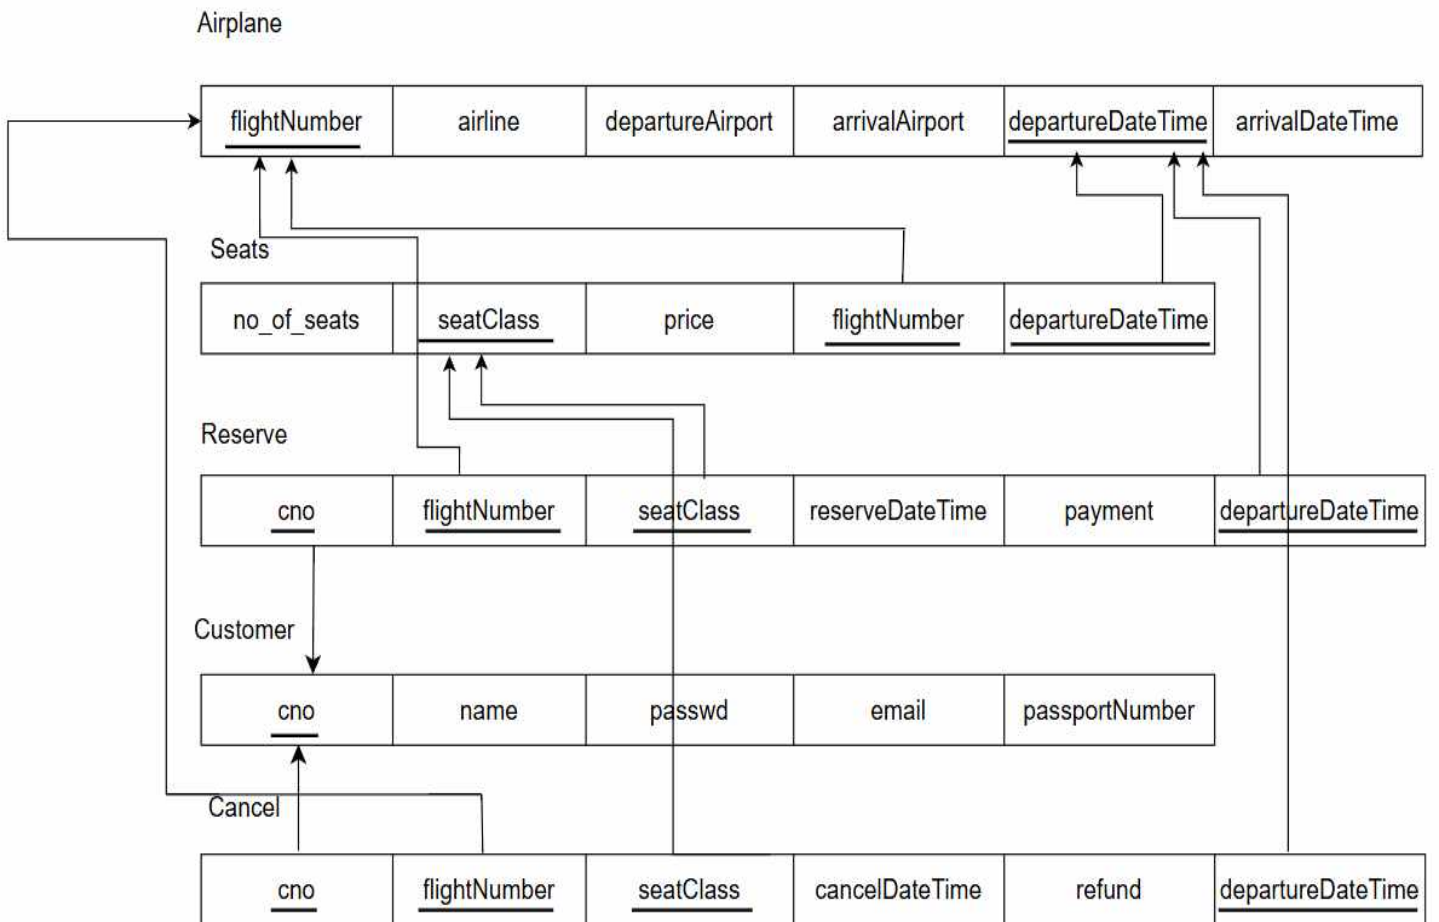 Airplane
flightNumber airline departureAirport arrivalAirport departureDateTime arrivalDateTime
Seats
no_of_seats seatClass price flightNumber departureDateTime
Reserve
cno flightNumber seatClass reserveDateTime payment departureDateTime
Customer
cno name passwd email passportNumber
Cancel
cno flightNumber seatClass cancelDateTime refund departureDateTime